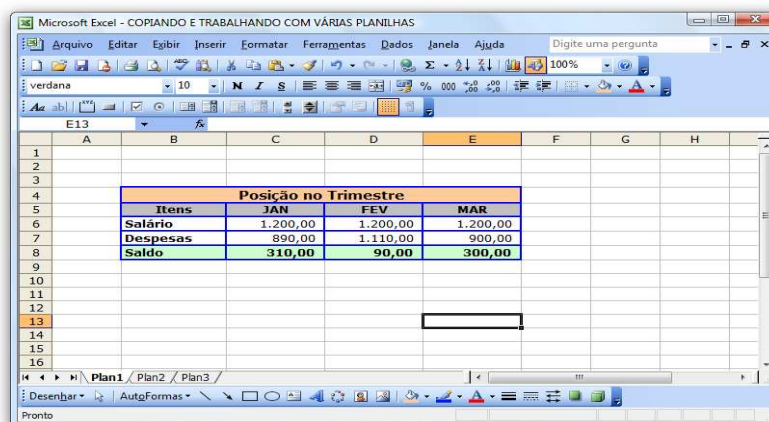 Microsoft Excel - COPIANDO E TRABALHANDO COM VÁRIAS PLANILHAS
Arquivo Editar Exibir Inserir Formatar Ferramentas Dados Janela Ajuda Digite uma pergunta
100%
verdana 10 N I S % 000
Aa ab|
E13 fx
A B C D E F G H
1
2
3
4 Posição no Trimestre
5 Itens JAN FEV MAR
6 Salário 1.200,00 1.200,00 1.200,00
7 Despesas 890,00 1.110,00 900,00
8 Saldo 310,00 90,00 300,00
9
10
11
12
13
14
15
16
Plan1 / Plan2 / Plan3 /
Desenhar AutoFormas
Pronto